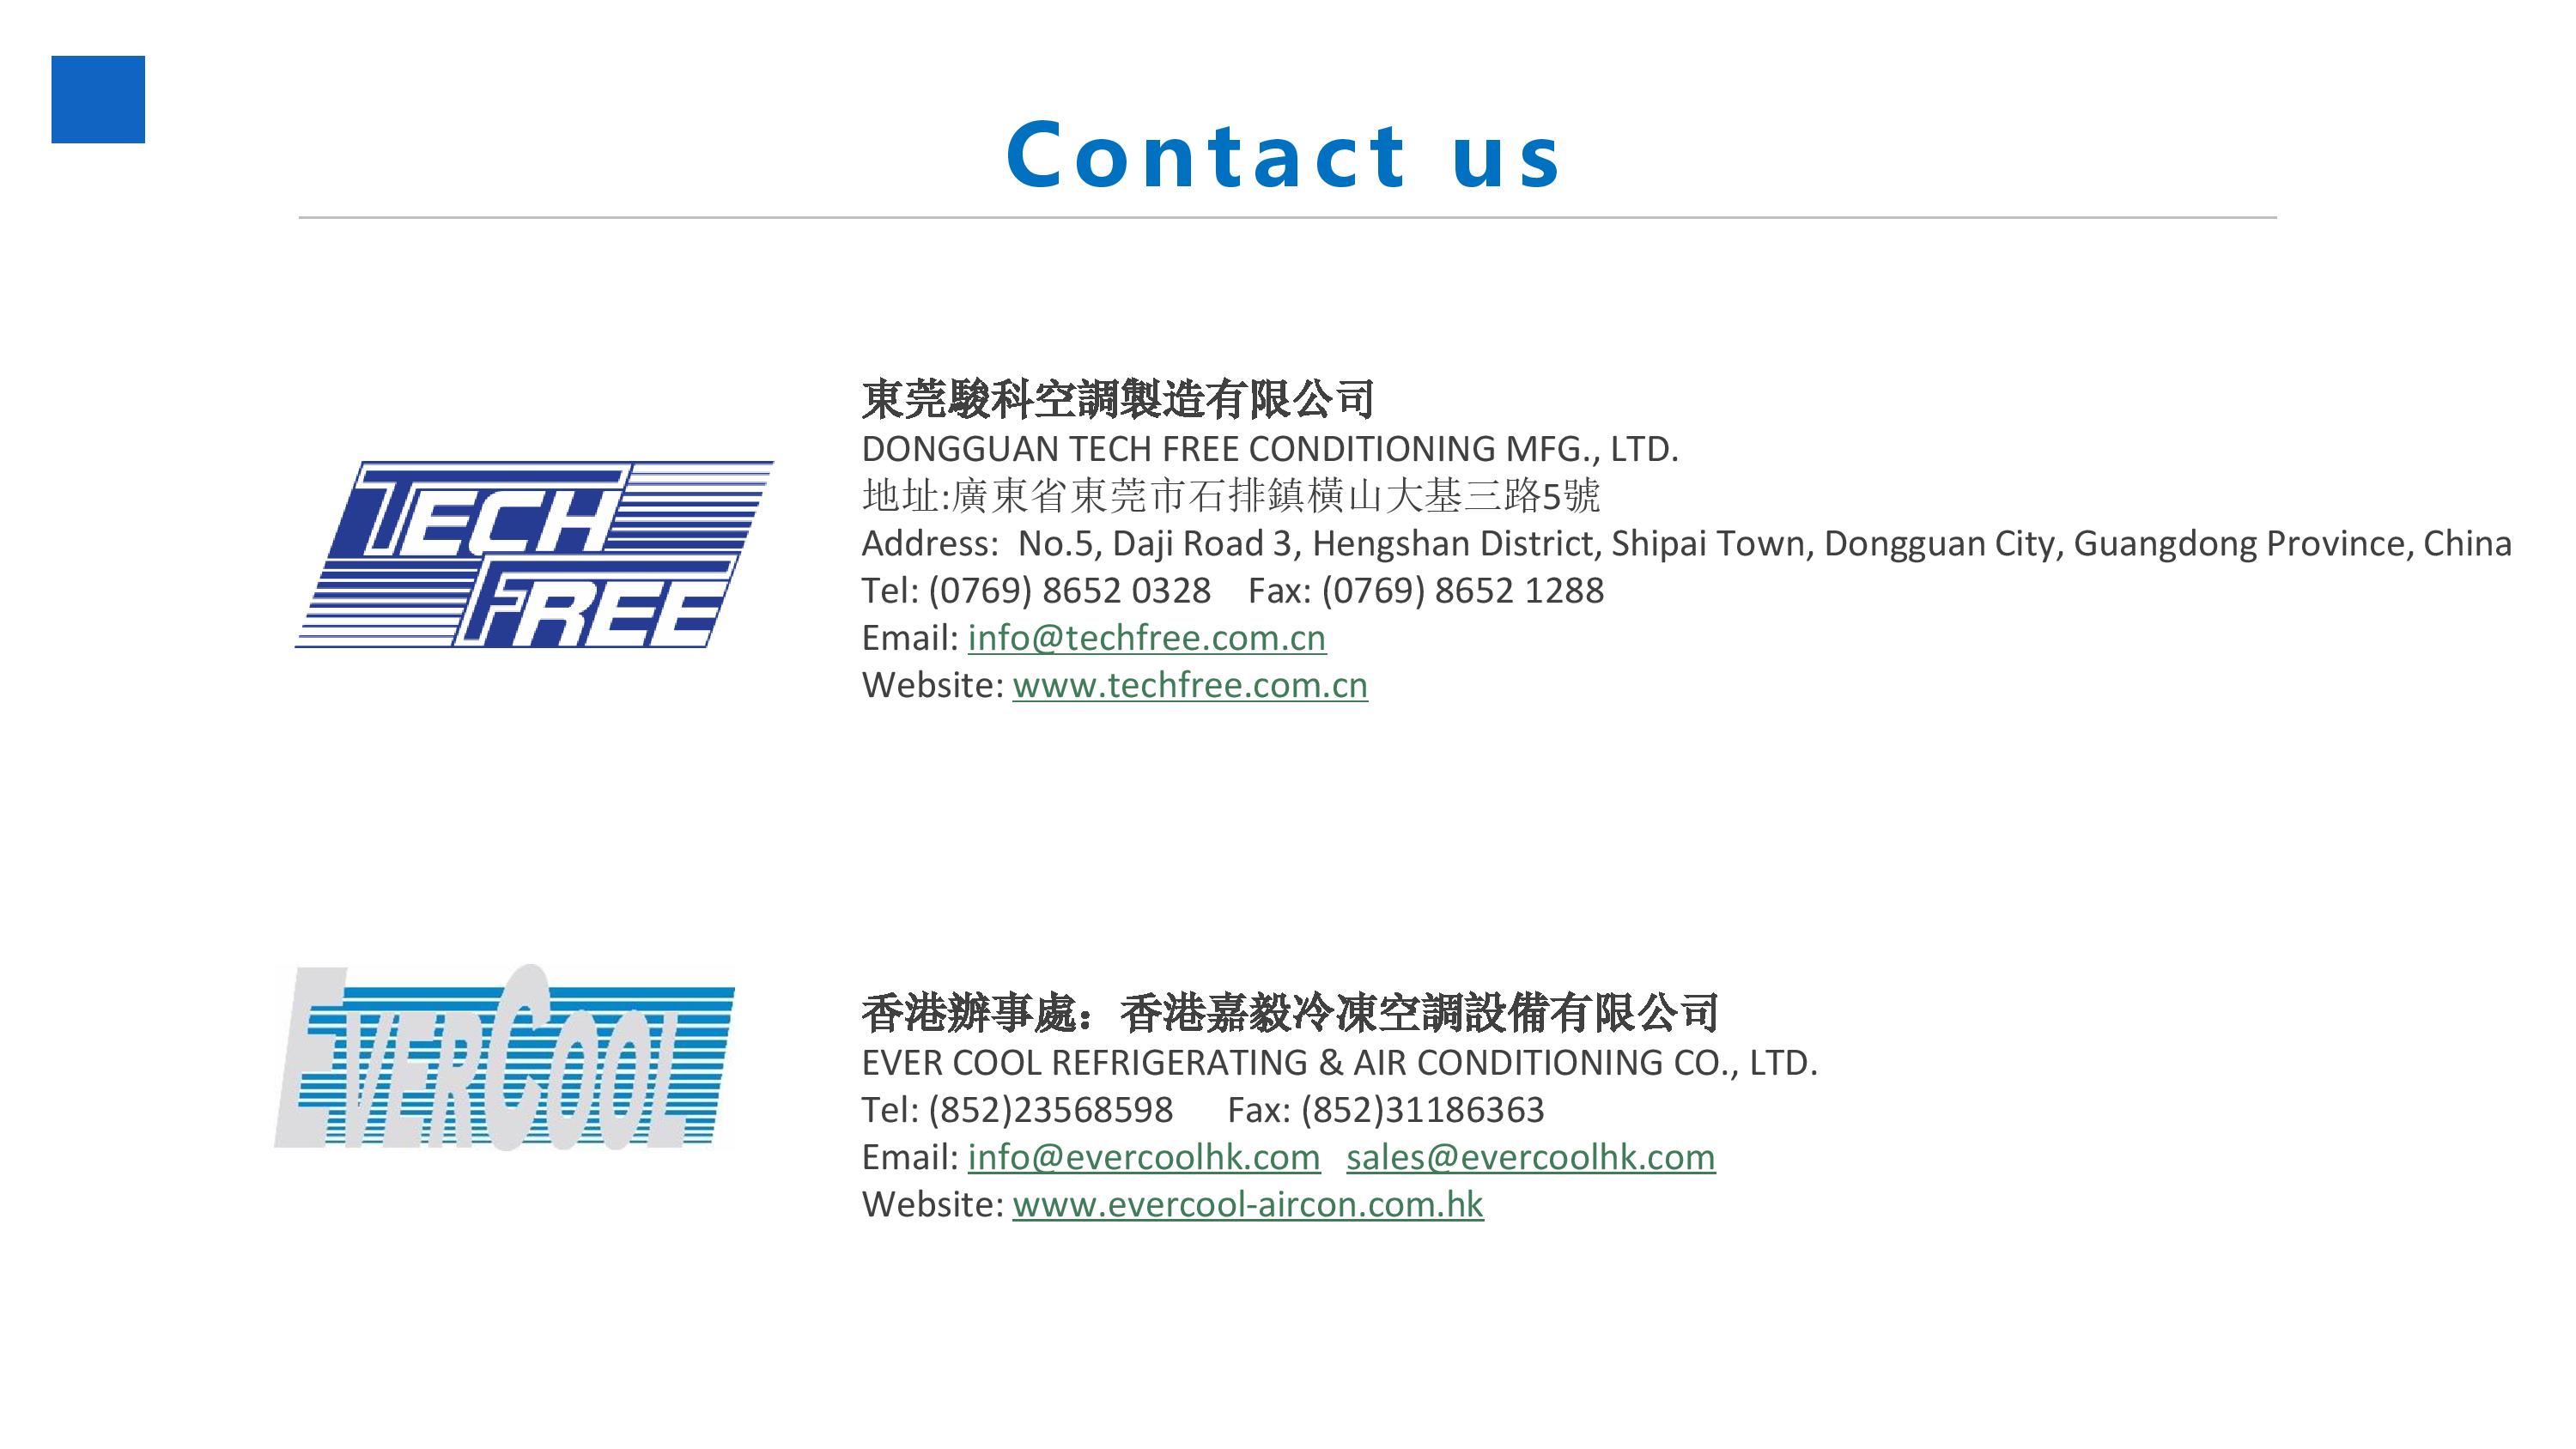 Contact us
TECH
FREE
東莞駿科空調製造有限公司
DONGGUAN TECH FREE CONDITIONING MFG., LTD.
地址:廣東省東莞市石排鎮橫山大基三路5號
Address:  No.5, Daji Road 3, Hengshan District, Shipai Town, Dongguan City, Guangdong Province, China
Tel: (0769) 8652 0328    Fax: (0769) 8652 1288
Email: info@techfree.com.cn
Website: www.techfree.com.cn
EVERCOOL
香港辦事處：香港嘉毅冷凍空調設備有限公司
EVER COOL REFRIGERATING & AIR CONDITIONING CO., LTD.
Tel: (852)23568598      Fax: (852)31186363
Email: info@evercoolhk.com   sales@evercoolhk.com
Website: www.evercool-aircon.com.hk